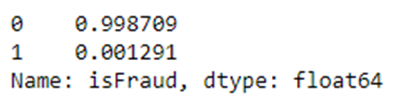 0    0.998709
1    0.001291
Name: isFraud, dtype: float64